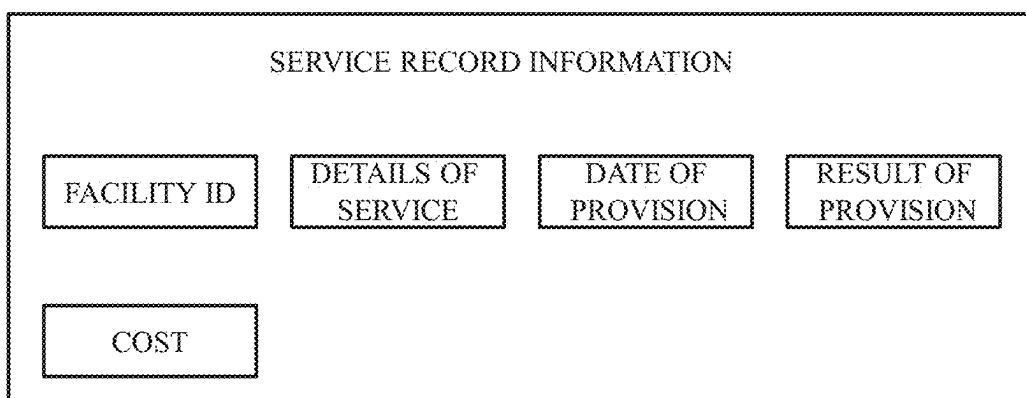 SERVICE RECORD INFORMATION
FACILITY ID
DETAILS OF
SERVICE
DATE OF
PROVISION
RESULT OF
PROVISION
COST